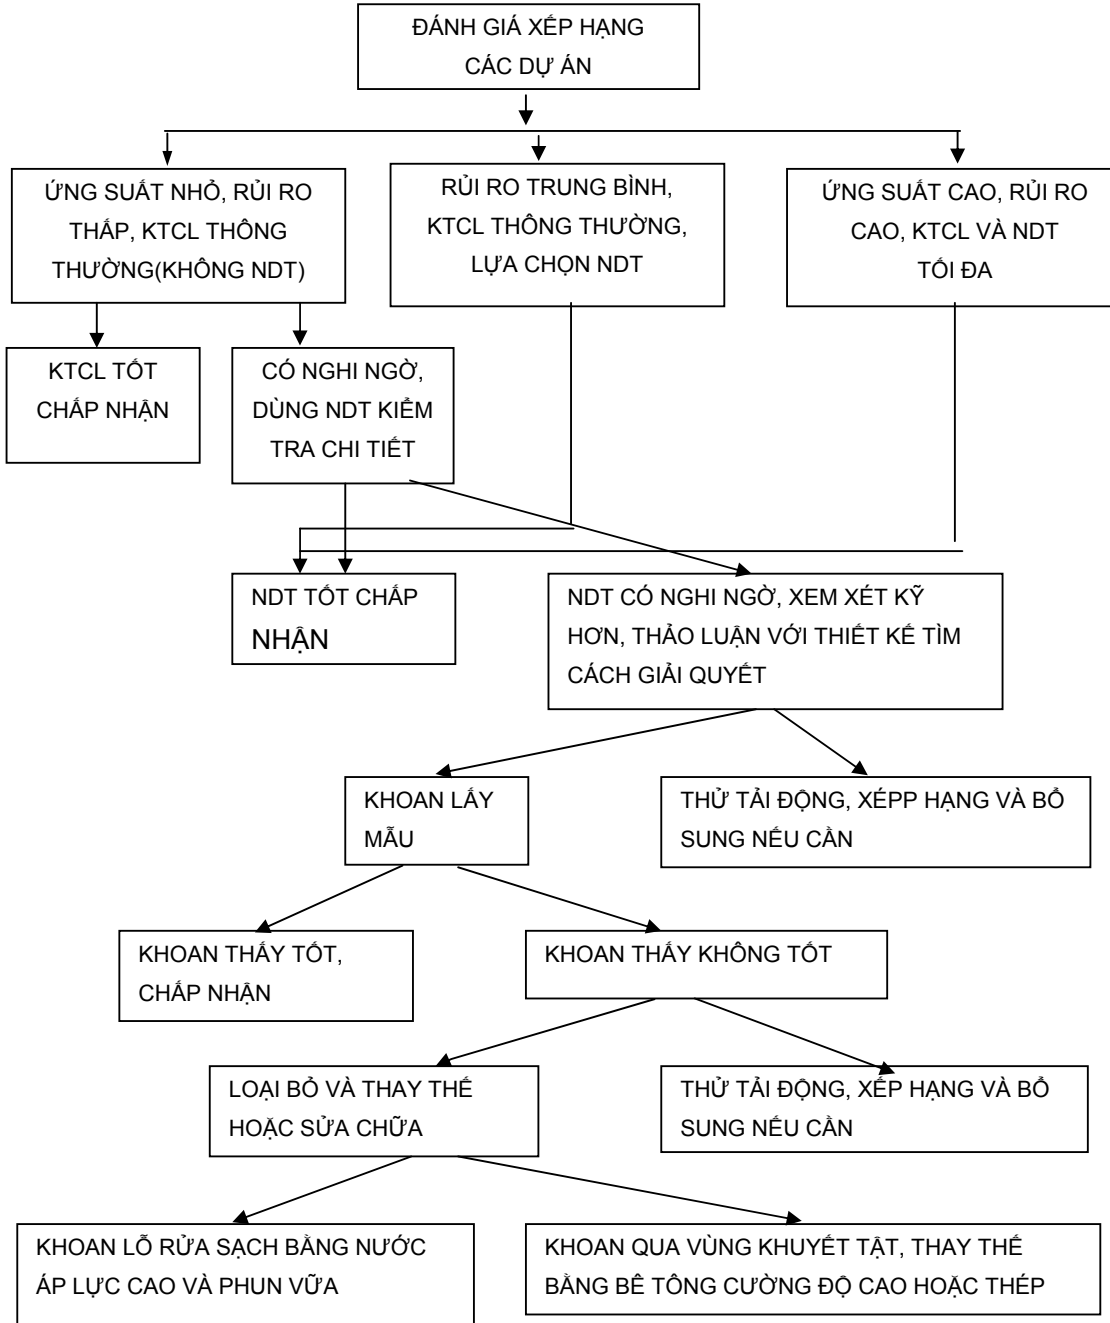 ĐÁNH GIÁ XẾP HẠNG
CÁC DỰ ÁN
ỨNG SUẤT NHỎ, RỦI RO
THẤP, KTCL THÔNG
THƯỜNG(KHÔNG NDT)
RỦI RO TRUNG BÌNH,
KTCL THÔNG THƯỜNG,
LỰA CHỌN NDT
ỨNG SUẤT CAO, RỦI RO
CAO, KTCL VÀ NDT
TỐI ĐA
KTCL TỐT
CHẤP NHẬN
CÓ NGHI NGỜ,
DÙNG NDT KIỂM
TRA CHI TIẾT
NDT TỐT CHẤP
NHẬN
NDT CÓ NGHI NGỜ, XEM XÉT KỸ
HƠN, THẢO LUẬN VỚI THIẾT KẾ TÌM
CÁCH GIẢI QUYẾT
KHOAN LẤY
MẪU
THỬ TẢI ĐỘNG, XÉPP HẠNG VÀ BỔ
SUNG NẾU CẦN
KHOAN THẤY TỐT,
CHẤP NHẬN
KHOAN THẤY KHÔNG TỐT
LOẠI BỎ VÀ THAY THẾ
HOẶC SỬA CHỮA
THỬ TẢI ĐỘNG, XẾP HẠNG VÀ BỔ
SUNG NẾU CẦN
KHOAN LỖ RỬA SẠCH BẰNG NƯỚC
ÁP LỰC CAO VÀ PHUN VỮA
KHOAN QUA VÙNG KHUYẾT TẬT, THAY THẾ
BẰNG BÊ TÔNG CƯỜNG ĐỘ CAO HOẶC THÉP